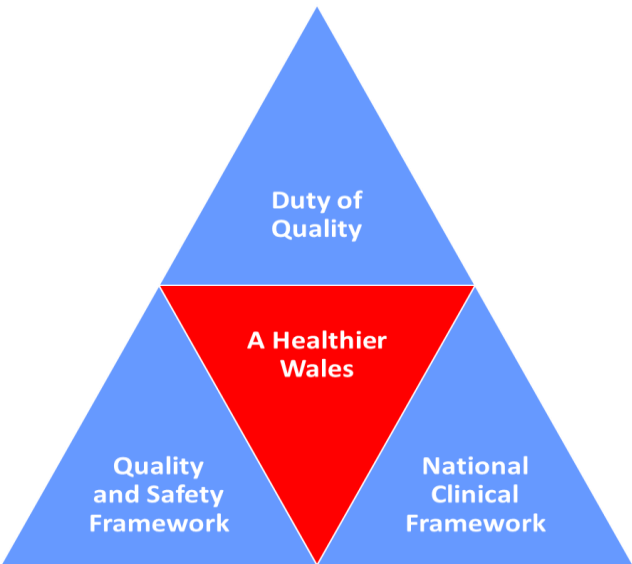 Duty of
Quality
A Healthier
Wales
Quality
and Safety
Framework
National
Clinical
Framework